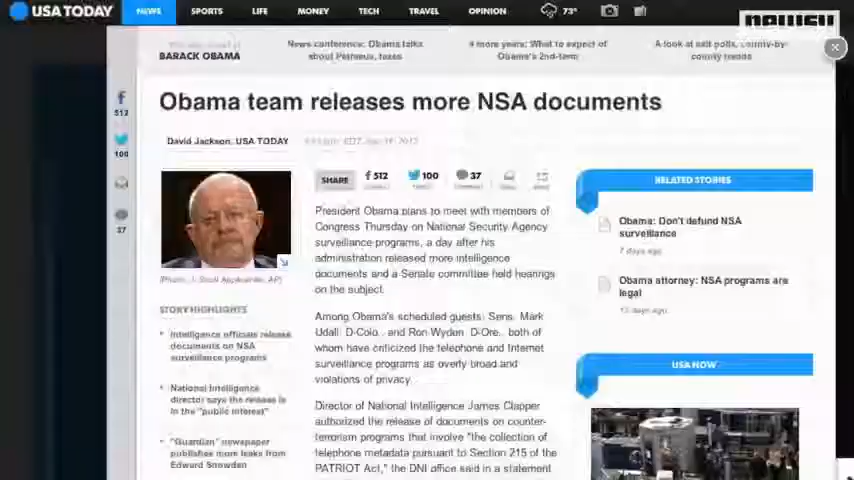 USA TODAY
NEWS
SPORTS
LIFE
MONEY
TECH
TRAVEL
OPINION
73°
newsy
BARACK OBAMA
News conference: Obama talks
about Petraeus, taxes
4 more years: What to expect of
Obama's 2nd-term
A look at exit polls, county-by-
county trends
Obama team releases more NSA documents
David Jackson, USA TODAY
512
100
37
SHARE
512
100
37
(Photo: J. Scott Applewhite, AP)
STORY HIGHLIGHTS
Intelligence officials release
documents on NSA
surveillance programs
National Intelligence
director says the release is
in the "public interest"
"Guardian" newspaper
publishes more leaks from
Edward Snowden
President Obama plans to meet with members of
Congress Thursday on National Security Agency
surveillance programs, a day after his
administration released more intelligence
documents and a Senate committee held hearings
on the subject.
Among Obama's scheduled guests: Sens. Mark
Udall, D-Colo., and Ron Wyden, D-Ore., both of
whom have criticized the telephone and Internet
surveillance programs as overly broad and
violations of privacy.
Director of National Intelligence James Clapper
authorized the release of documents on counter-
terrorism programs that involve "the collection of
telephone metadata pursuant to Section 215 of the
PATRIOT Act," the DNI office said in a statement
RELATED STORIES
Obama: Don't defund NSA
surveillance
7 days ago
Obama attorney: NSA programs are
legal
days ago
USA NOW